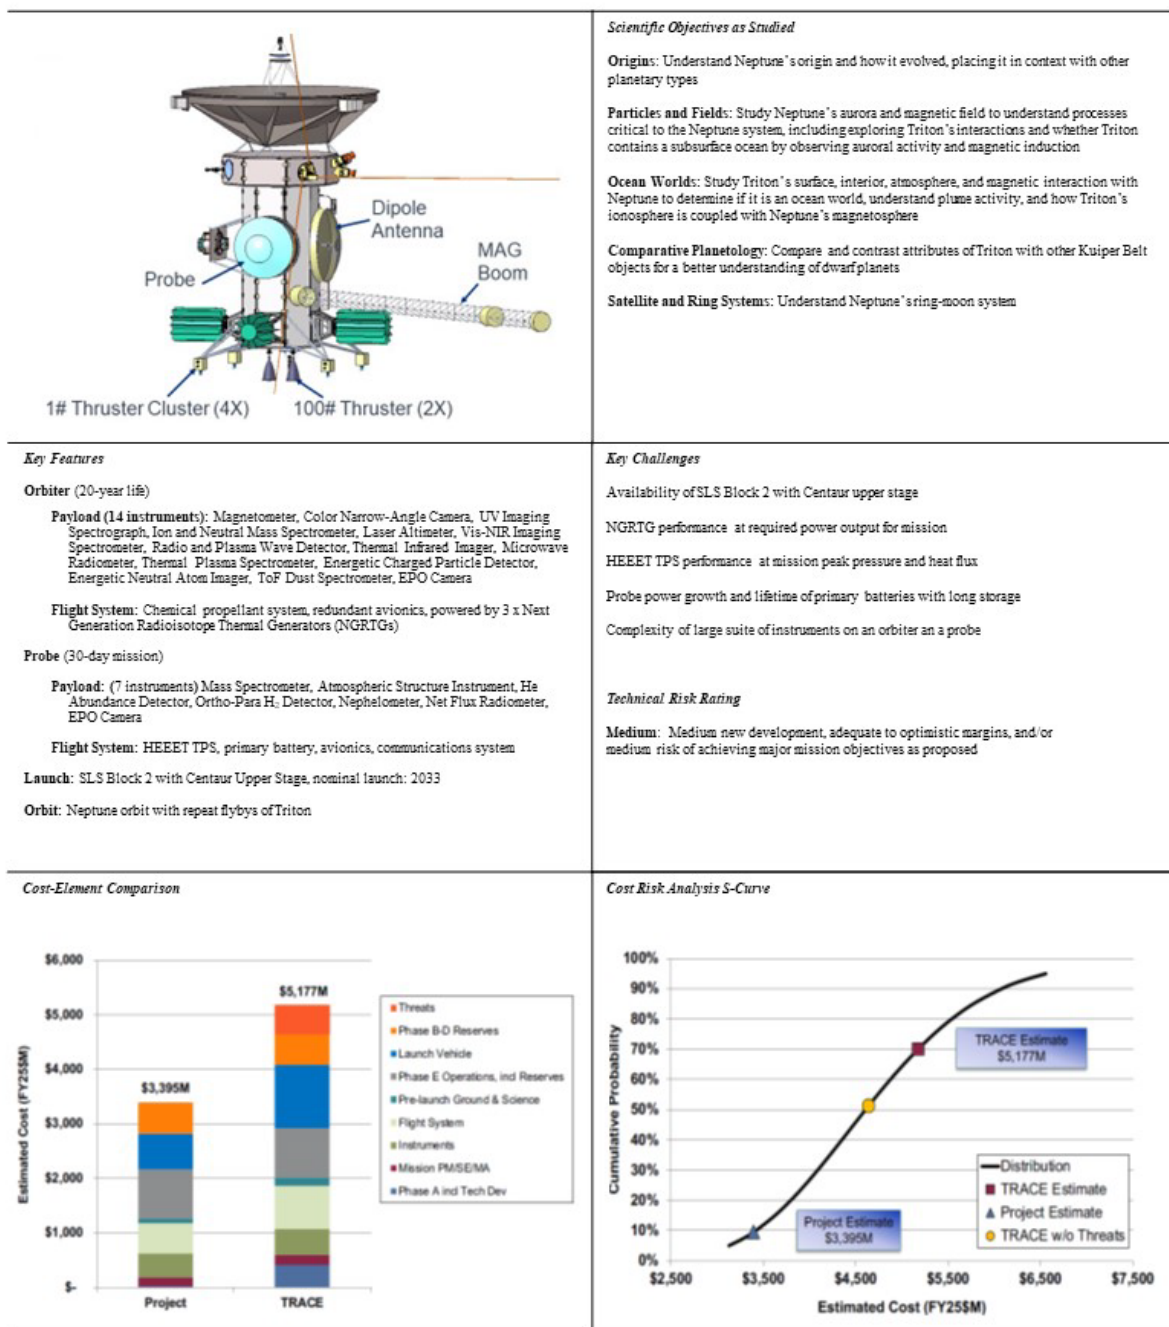 Dipole
Antenna
MAG
Boom
Probe
1# Thruster Cluster (4X)
100# Thruster (2X)
Scientific Objectives as Studied
Origins: Understand Neptune's origin and how it evolved, placing it in context with other
planetary types
Particles and Fields: Study Neptune's aurora and magnetic field to understand processes
critical to the Neptune system, including exploring Triton's interactions and whether Triton
contains a subsurface ocean by observing auroral activity and magnetic induction
Ocean Worlds: Study Triton's surface, interior, atmosphere, and magnetic interaction with
Neptune to determine if it is an ocean world, understand plume activity, and how Triton's
ionosphere is coupled with Neptune's magnetosphere
Comparative Planetology: Compare and contrast attributes of Triton with other Kuiper Belt
objects for a better understanding of dwarf planets
Satellite and Ring Systems: Understand Neptune's ring-moon system
Key Features
Orbiter (20-year life)
Payload (14 instruments): Magnetometer, Color Narrow-Angle Camera, UV Imaging
Spectrograph, Ion and Neutral Mass Spectrometer, Laser Altimeter, Vis-NIR Imaging
Spectrometer, Radio and Plasma Wave Detector, Thermal Infrared Imager, Microwave
Radiometer, Thermal Plasma Spectrometer, Energetic Charged Particle Detector,
Energetic Neutral Atom Imager, ToF Dust Spectrometer, EPO Camera
Flight System: Chemical propellant system, redundant avionics, powered by 3 x Next
Generation Radioisotope Thermal Generators (NGRTGs)
Probe (30-day mission)
Payload: (7 instruments) Mass Spectrometer, Atmospheric Structure Instrument, He
Abundance Detector, Ortho-Para H₂ Detector, Nephelometer, Net Flux Radiometer,
EPO Camera
Flight System: HEEET TPS, primary battery, avionics, communications system
Launch: SLS Block 2 with Centaur Upper Stage, nominal launch: 2033
Orbit: Neptune orbit with repeat flybys of Triton
Key Challenges
Availability of SLS Block 2 with Centaur upper stage
NGRTG performance at required power output for mission
HEEET TPS performance at mission peak pressure and heat flux
Probe power growth and lifetime of primary batteries with long storage
Complexity of large suite of instruments on an orbiter an a probe
Technical Risk Rating
Medium: Medium new development, adequate to optimistic margins, and/or
medium risk of achieving major mission objectives as proposed
Cost-Element Comparison
Estimated Cost (FY25$M)
$6,000
$5,000
$4,000
$3,000
$2,000
$1,000
$-
$3,395M
$5,177M
Project
TRACE
Threats
Phase B-D Reserves
Launch Vehicle
Phase E Operations, incl Reserves
Pre-launch Ground & Science
Flight System
Instruments
Mission PM/SE/MA
Phase A incl Tech Dev
Cost Risk Analysis S-Curve
Cumulative Probability
100%
90%
80%
70%
60%
50%
40%
30%
20%
10%
0%
TRACE Estimate
$5,177M
Project Estimate
$3,395M
Distribution
TRACE Estimate
Project Estimate
TRACE w/o Threats
$2,500
$3,500
$4,500
$5,500
$6,500
$7,500
Estimated Cost (FY25$M)